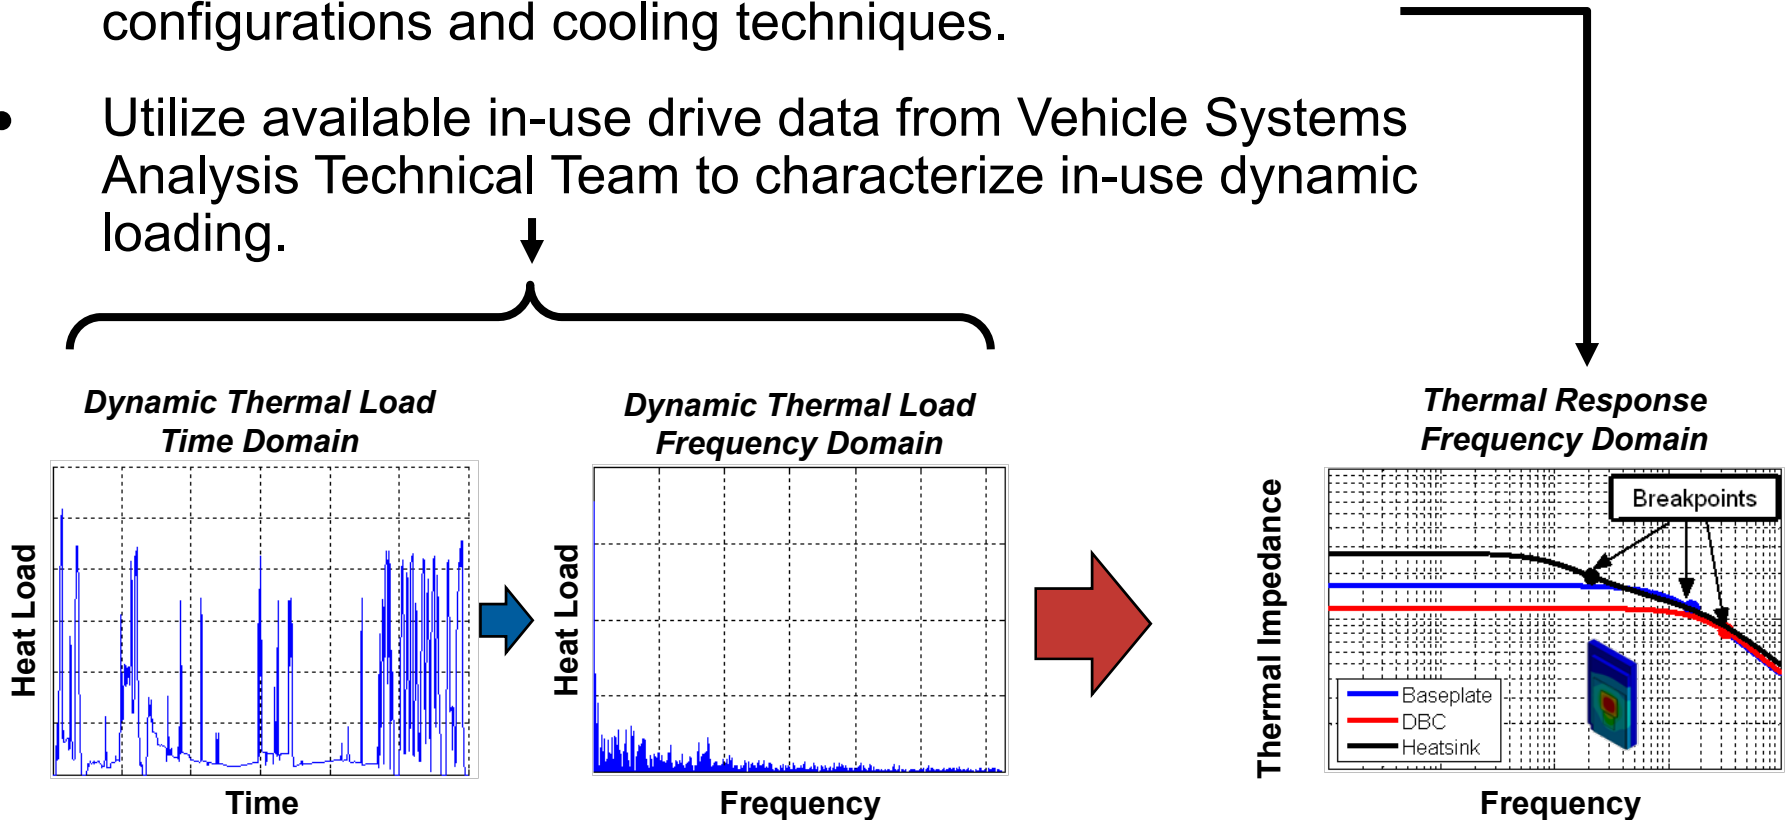 configurations and cooling techniques.
• Utilize available in-use drive data from Vehicle Systems
Analysis Technical Team to characterize in-use dynamic
loading.
Dynamic Thermal Load
Time Domain
Heat Load
Time
Dynamic Thermal Load
Frequency Domain
Heat Load
Frequency
Thermal Response
Frequency Domain
Thermal Impedance
Breakpoints
Baseplate
DBC
Heatsink
Frequency